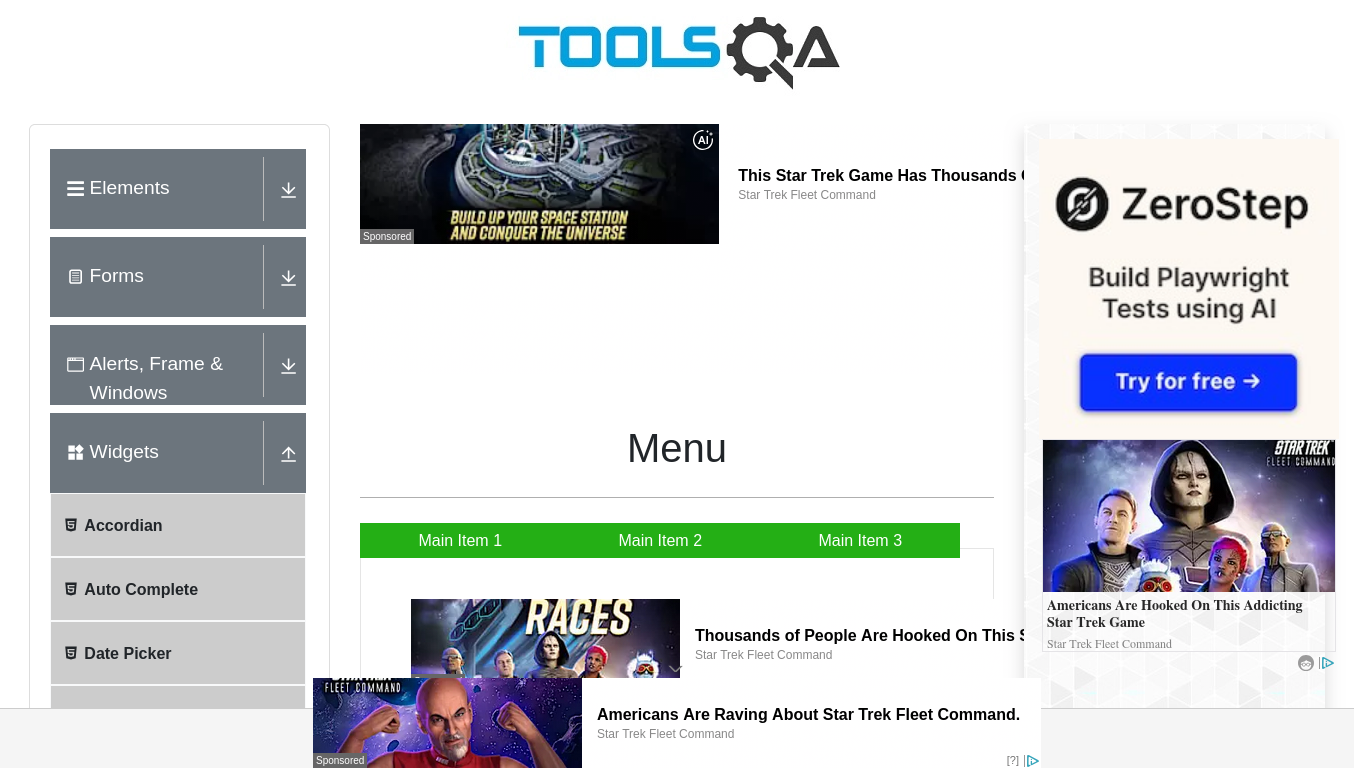 TOOLSQA
Elements
Forms
Alerts, Frame &
Windows
Widgets
Accordian
Auto Complete
Date Picker
AI
BUILD UP YOUR SPACE STATION
AND CONQUER THE UNIVERSE
Sponsored
This Star Trek Game Has Thousands
Star Trek Fleet Command
Menu
Main Item 1
Main Item 2
Main Item 3
RACES
Thousands of People Are Hooked On This
Star Trek Fleet Command
FLEET COMMAND
Sponsored
Americans Are Raving About Star Trek Fleet Command.
Star Trek Fleet Command
[?]
ZeroStep
Build Playwright
Tests using AI
Try for free →
STAR TREK
FLEET COMMAND
Americans Are Hooked On This Addicting
Star Trek Game
Star Trek Fleet Command